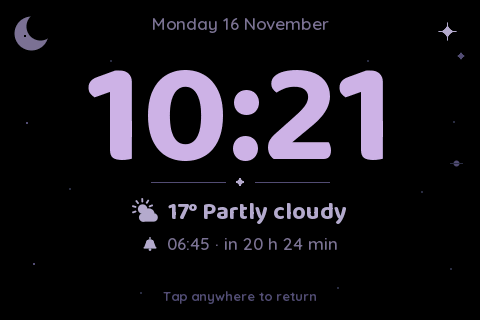 Monday 16 November
10:21
17° Partly cloudy
06:45 · in 20 h 24 min
Tap anywhere to return